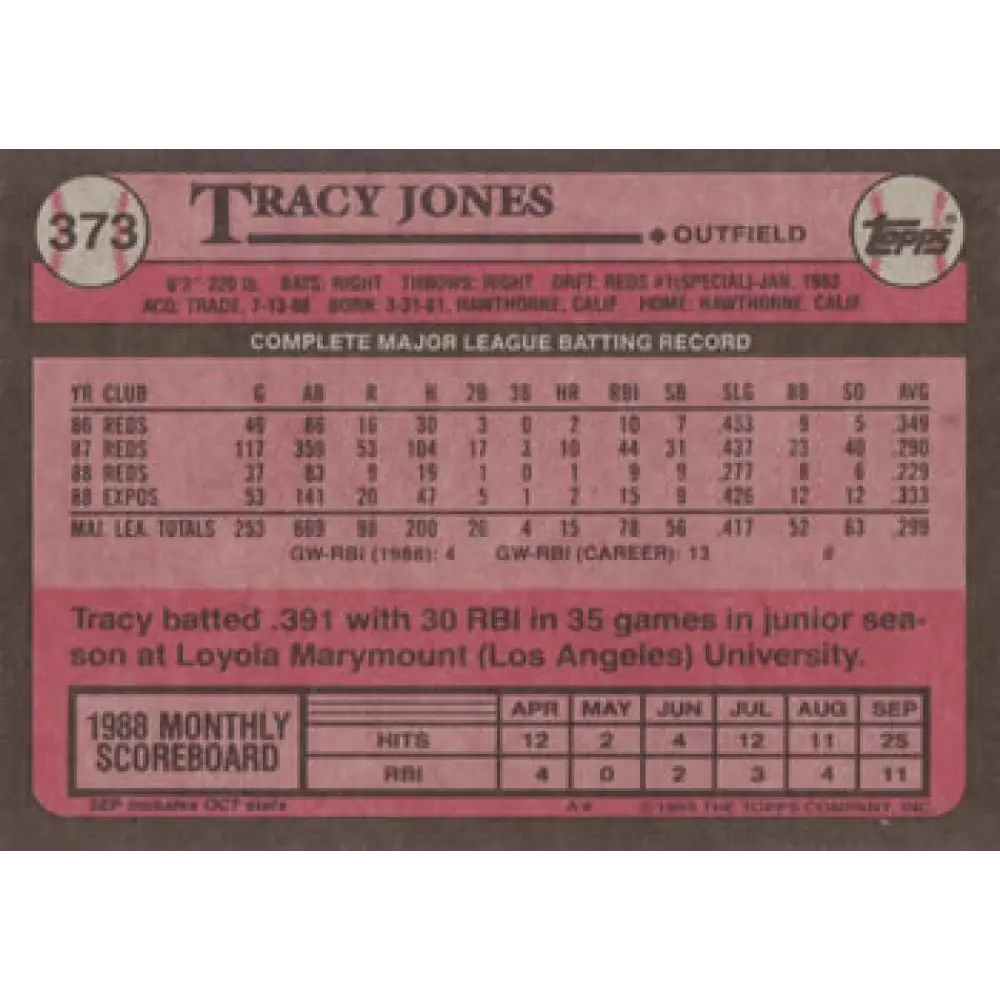 373
TRACY JONES
OUTFIELD
TOPPS®
6'3" 220 lb. BATS: RIGHT THROWS: RIGHT DRFT: REDS #1(SPECIAL)-JAN, 1983
ACQ: TRADE, 7-13-88 BORN: 3-31-61, HAWTHORNE, CALIF HOME: HAWTHORNE, CALIF
COMPLETE MAJOR LEAGUE BATTING RECORD
YR CLUB G AB R H 2B 3B HR RBI SB SLG BB SO AVG
86 REDS 46 86 16 30 3 0 2 10 7 .453 9 5 .349
87 REDS 117 359 53 104 17 3 10 44 31 .437 23 40 .290
88 REDS 37 83 9 19 1 0 1 9 9 .277 8 6 .229
88 EXPOS 53 141 20 47 5 1 2 15 9 .426 12 12 .333
MAJ. LEA. TOTALS 253 669 98 200 26 4 15 78 56 .417 52 63 .299
GW-RBI (1988): 4 GW-RBI (CAREER): 13
Tracy batted .391 with 30 RBI in 35 games in junior sea-
son at Loyola Marymount (Los Angeles) University.
1988 MONTHLY
SCOREBOARD
APR MAY JUN JUL AUG SEP
HITS 12 2 4 12 11 25
RBI 4 0 2 3 4 11
SEP includes OCT stats
© 1989 THE TOPPS COMPANY, INC.